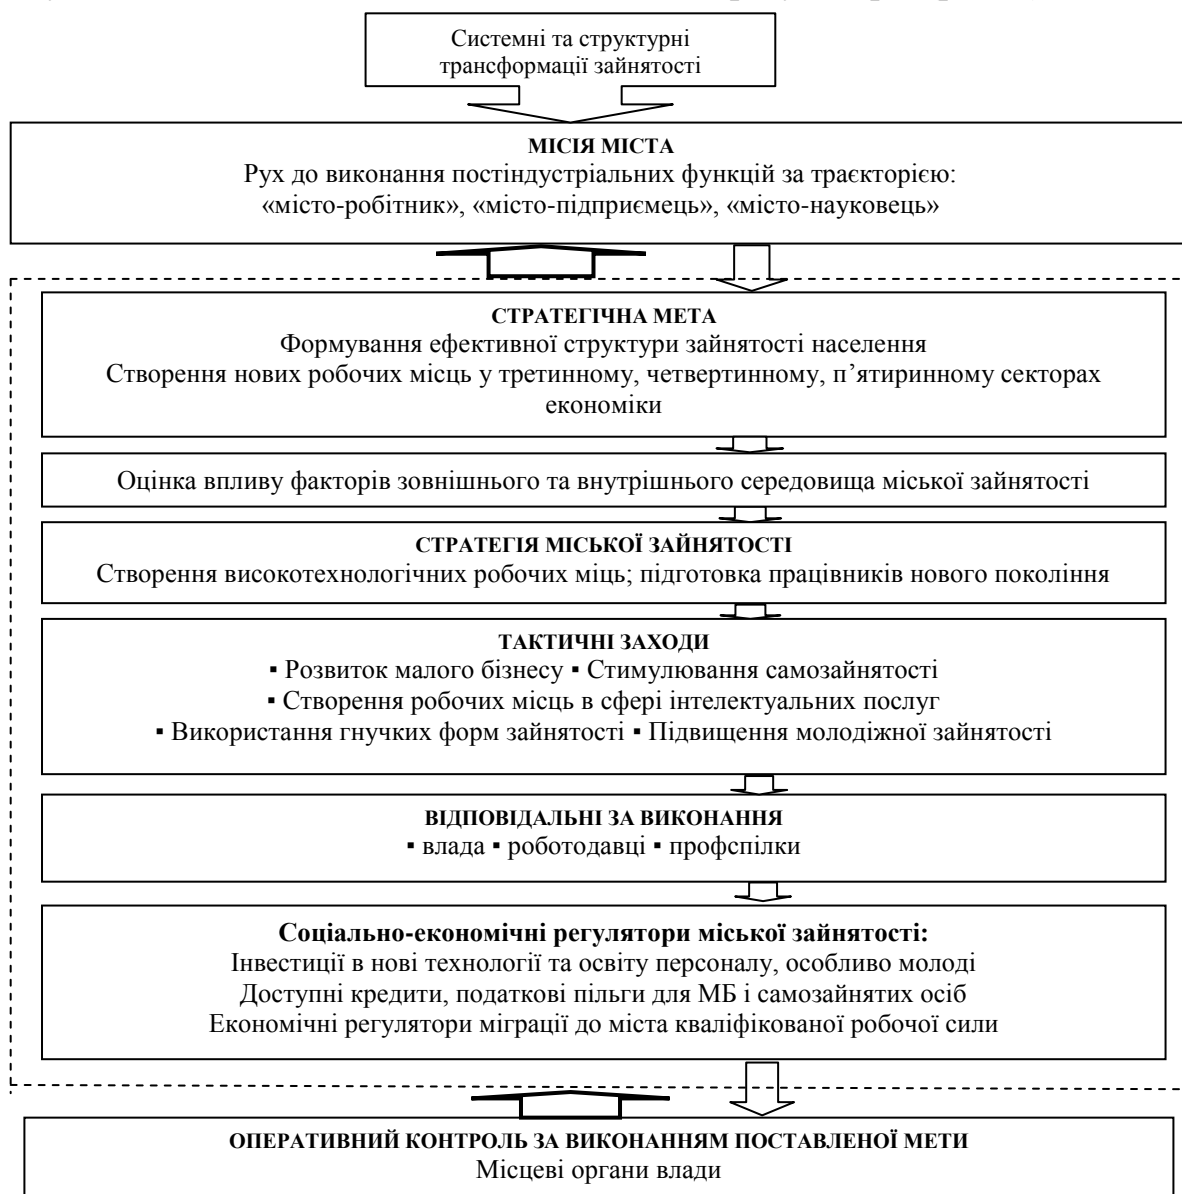 Системні та структурні
трансформації зайнятості
МІСІЯ МІСТА
Рух до виконання постіндустріальних функцій за траєкторією:
«місто-робітник», «місто-підприємець», «місто-науковець»
СТРАТЕГІЧНА МЕТА
Формування ефективної структури зайнятості населення
Створення нових робочих місць у третинному, четвертинному, п’ятиринному секторах
економіки
Оцінка впливу факторів зовнішнього та внутрішнього середовища міської зайнятості
СТРАТЕГІЯ МІСЬКОЇ ЗАЙНЯТОСТІ
Створення високотехнологічних робочих міць; підготовка працівників нового покоління
ТАКТИЧНІ ЗАХОДИ
▪ Розвиток малого бізнесу ▪ Стимулювання самозайнятості
▪ Створення робочих місць в сфері інтелектуальних послуг
▪ Використання гнучких форм зайнятості ▪ Підвищення молодіжної зайнятості
ВІДПОВІДАЛЬНІ ЗА ВИКОНАННЯ
▪ влада ▪ роботодавці ▪ профспілки
Соціально-економічні регулятори міської зайнятості:
Інвестиції в нові технології та освіту персоналу, особливо молоді
Доступні кредити, податкові пільги для МБ і самозайнятих осіб
Економічні регулятори міграції до міста кваліфікованої робочої сили
ОПЕРАТИВНИЙ КОНТРОЛЬ ЗА ВИКОНАННЯМ ПОСТАВЛЕНОЇ МЕТИ
Місцеві органи влади